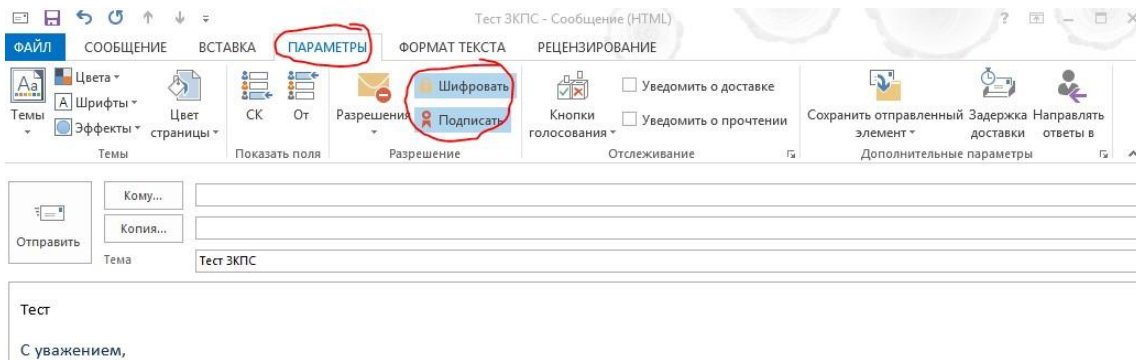 Тест ЗКПС - Сообщение (HTML)
ФАЙЛ СООБЩЕНИЕ ВСТАВКА ПАРАМЕТРЫ ФОРМАТ ТЕКСТА РЕЦЕНЗИРОВАНИЕ
Aa
Темы
Цвета
A Шрифты
Эффекты
Цвет
страницы
Темы
СК
От
Показать поля
Разрешения
Шифровать
Подписать
Разрешение
Кнопки
голосования
Уведомить о доставке
Уведомить о прочтении
Отслеживание
Сохранить отправленный
элемент
Задержка
доставки
Направлять
ответы в
Дополнительные параметры
Отправить
Кому...
Копия...
Тема Тест ЗКПС
Тест
С уважением,